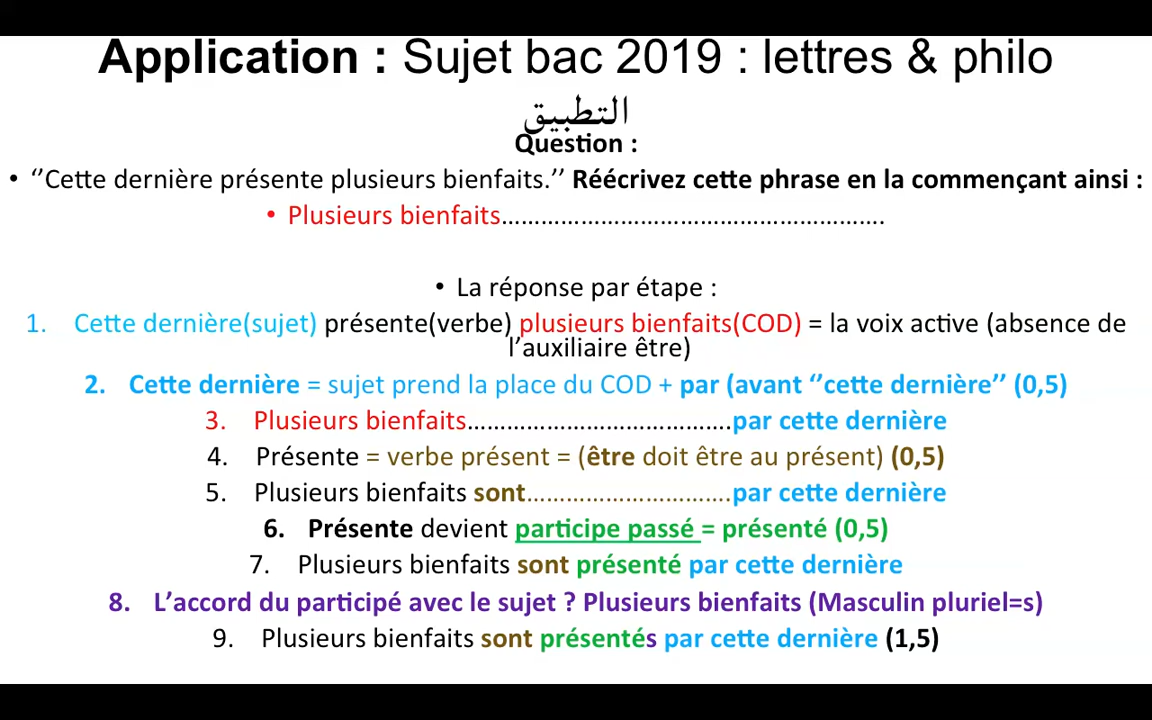 Application : Sujet bac 2019 : lettres & philo
التطبيق
Question :
• ‘’Cette dernière présente plusieurs bienfaits.’’ Réécrivez cette phrase en la commençant ainsi :
• Plusieurs bienfaits………………………………………………….
• La réponse par étape :
1. Cette dernière(sujet) présente(verbe) plusieurs bienfaits(COD) = la voix active (absence de
l’auxiliaire être)
2. Cette dernière = sujet prend la place du COD + par (avant ‘’cette dernière’’ (0,5)
3. Plusieurs bienfaits………………………………….par cette dernière
4. Présente = verbe présent = (être doit être au présent) (0,5)
5. Plusieurs bienfaits sont………………………….par cette dernière
6. Présente devient participe passé = présenté (0,5)
7. Plusieurs bienfaits sont présenté par cette dernière
8. L’accord du participé avec le sujet ? Plusieurs bienfaits (Masculin pluriel=s)
9. Plusieurs bienfaits sont présentés par cette dernière (1,5)